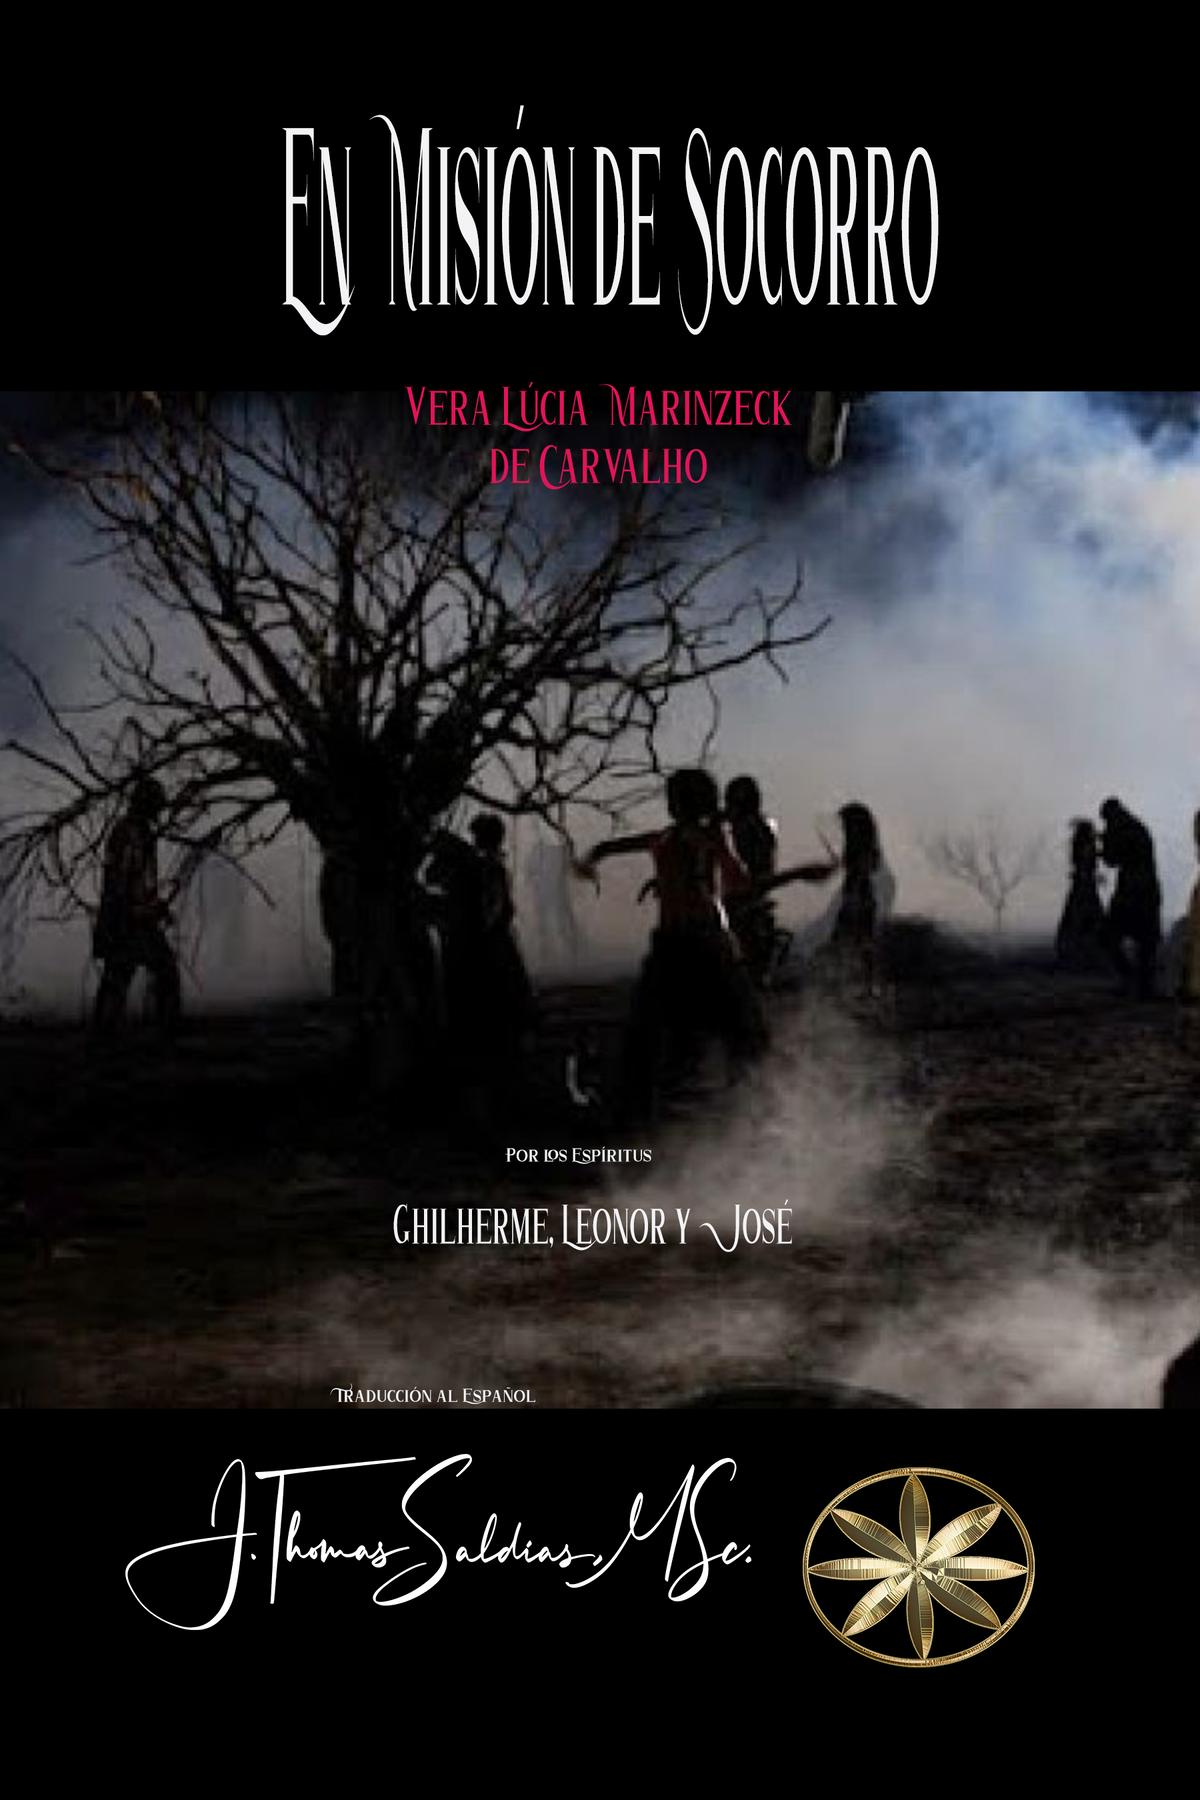 En Misión de Socorro
Vera Lúcia Marinzeck
de Carvalho
Por los Espíritus
Ghilherme, Leonor y José
Traducción al Español
J. Thomas Saldias, MSc.